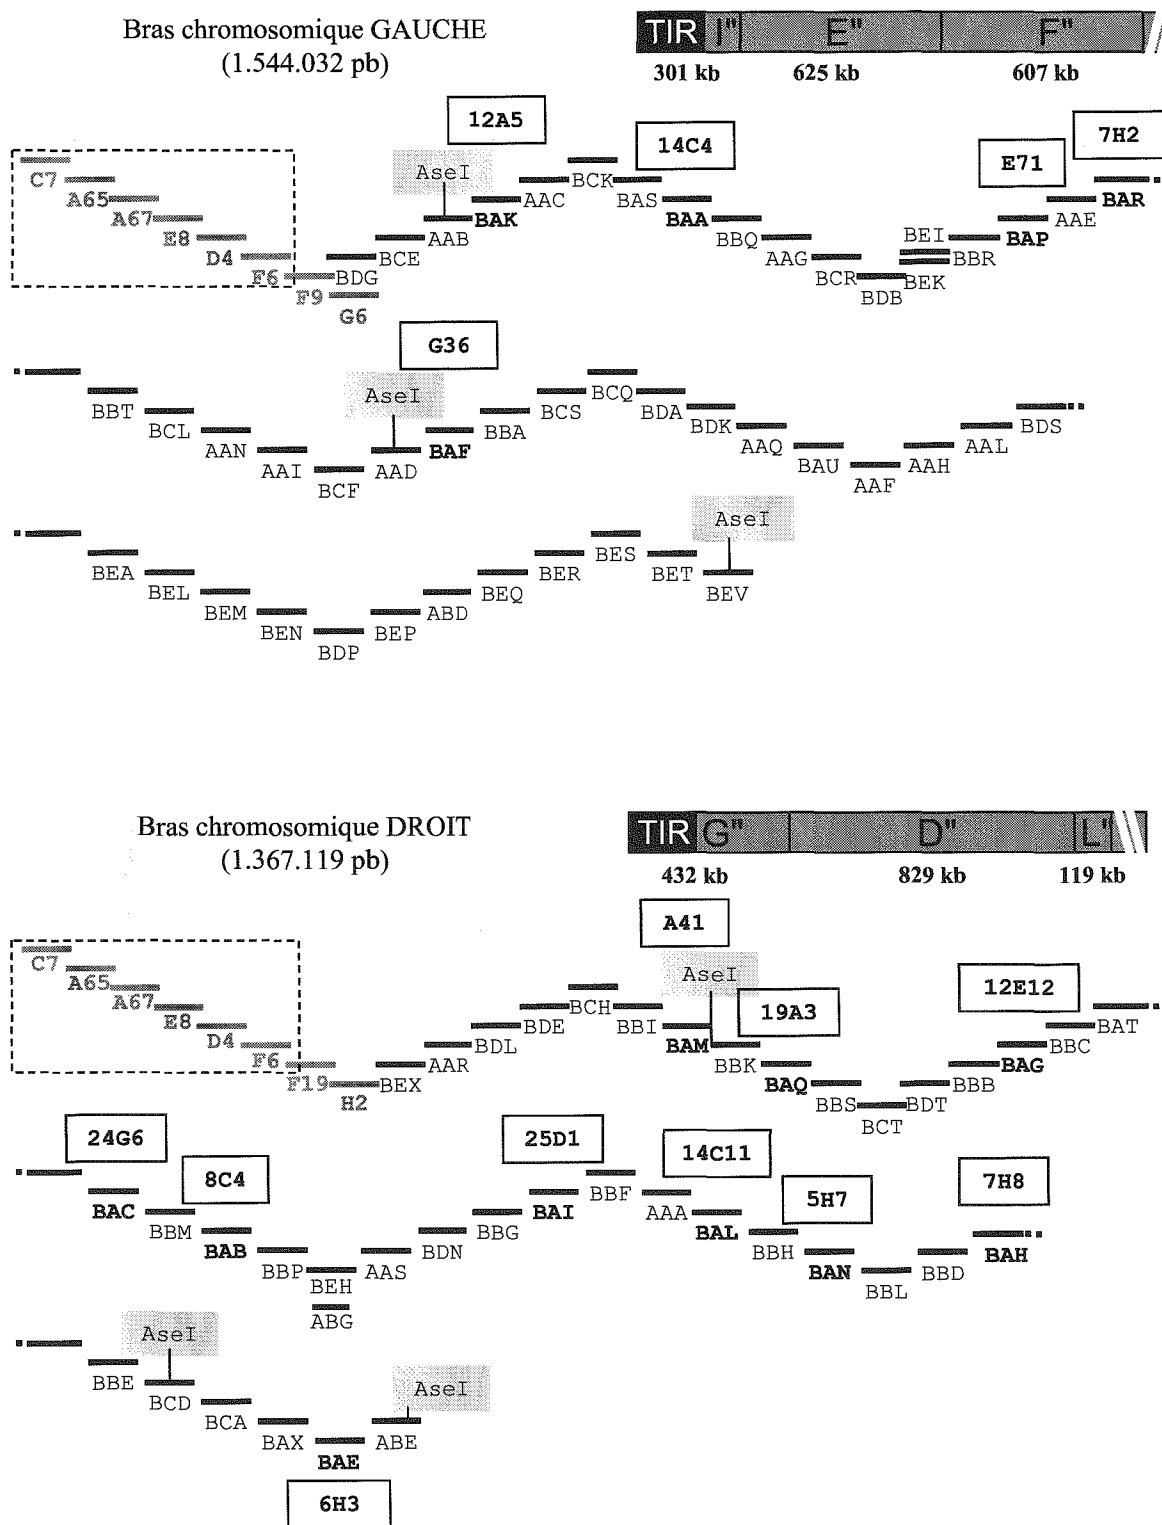 Bras chromosomique GAUCHE
(1.544.032 pb)
TIR I" E" F"
301 kb 625 kb 607 kb
12A5 14C4 E71 7H2
AseI
C7 A65 A67 E8 D4 F6 F9 G6
BDG BCE AAB BAK AAC BCK BAS BAA BBQ AAG BCR BDB BEI BEK BBR BAP AAE BAR
G36
AseI
BBT BCL AAN AAI BCF AAD BAF BBA BCS BCQ BDA BDK AAQ BAU AAF AAH AAL BDS
AseI
BEA BEL BEM BEN BDP BEP ABD BEQ BER BES BET BEV
Bras chromosomique DROIT
(1.367.119 pb)
TIR G" D" L"
432 kb 829 kb 119 kb
A41 19A3 12E12
AseI
C7 A65 A67 E8 D4 F6 F19 H2
BEX AAR BDL BDE BCH BBI BAM BBK BAQ BBS BCT BDT BBB BAG BBC BAT
24G6 8C4 25D1 14C11 5H7 7H8
BAC BBM BAB BBP BEH ABG AAS BDN BBG BAI BBF AAA BAL BBH BAN BBL BBD BAH
AseI AseI
BBE BCD BCA BAX BAE ABE
6H3